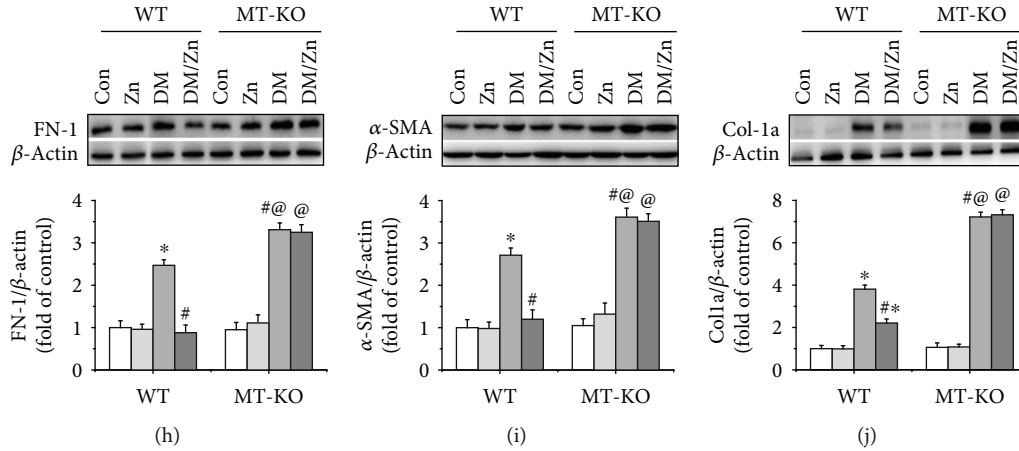 WT MT-KO
Con Zn DM DM/Zn Con Zn DM DM/Zn
FN-1
β-Actin
4
3
2
1
0
FN-1/β-actin
(fold of control)
*
#
#@
@
WT MT-KO
(h)
WT MT-KO
Con Zn DM DM/Zn Con Zn DM DM/Zn
α-SMA
β-Actin
4
3
2
1
0
α-SMA/β-actin
(fold of control)
*
#
#@
@
WT MT-KO
(i)
WT MT-KO
Con Zn DM DM/Zn Con Zn DM DM/Zn
Col-1a
β-Actin
8
6
4
2
0
Col1a/β-actin
(fold of control)
*
#*
#@
@
WT MT-KO
(j)